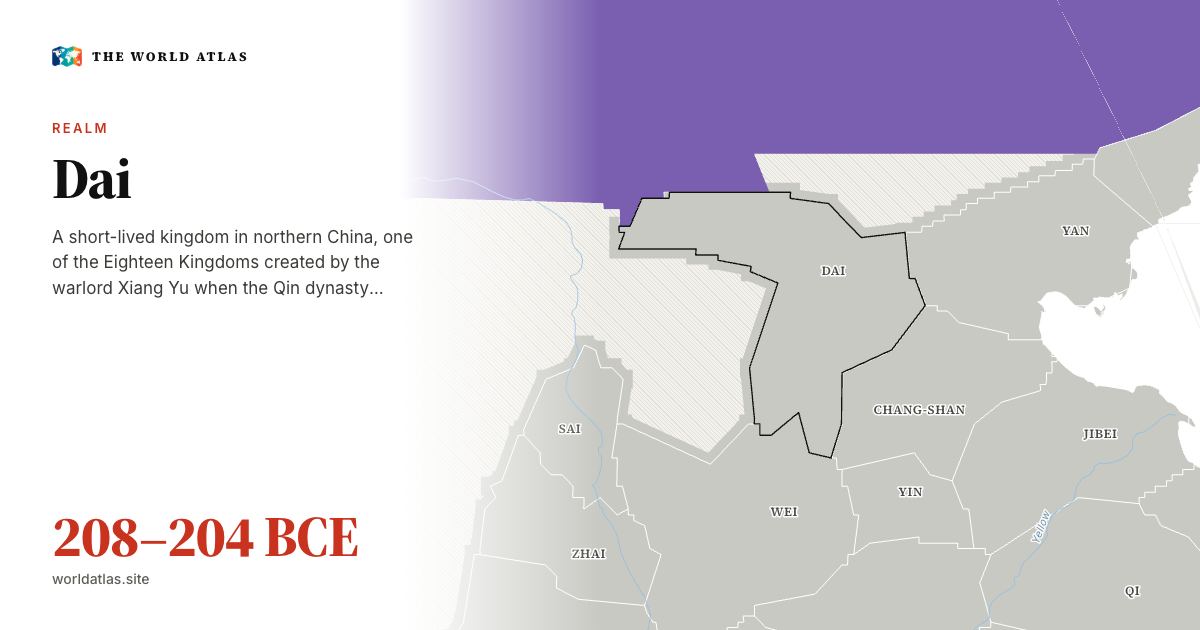 THE WORLD ATLAS
REALM
Dai
A short-lived kingdom in northern China, one
of the Eighteen Kingdoms created by the
warlord Xiang Yu when the Qin dynasty…
208–204 BCE
worldatlas.site
YAN
DAI
CHANG-SHAN
SAI
JIBEI
YIN
WEI
Yellow
ZHAI
QI